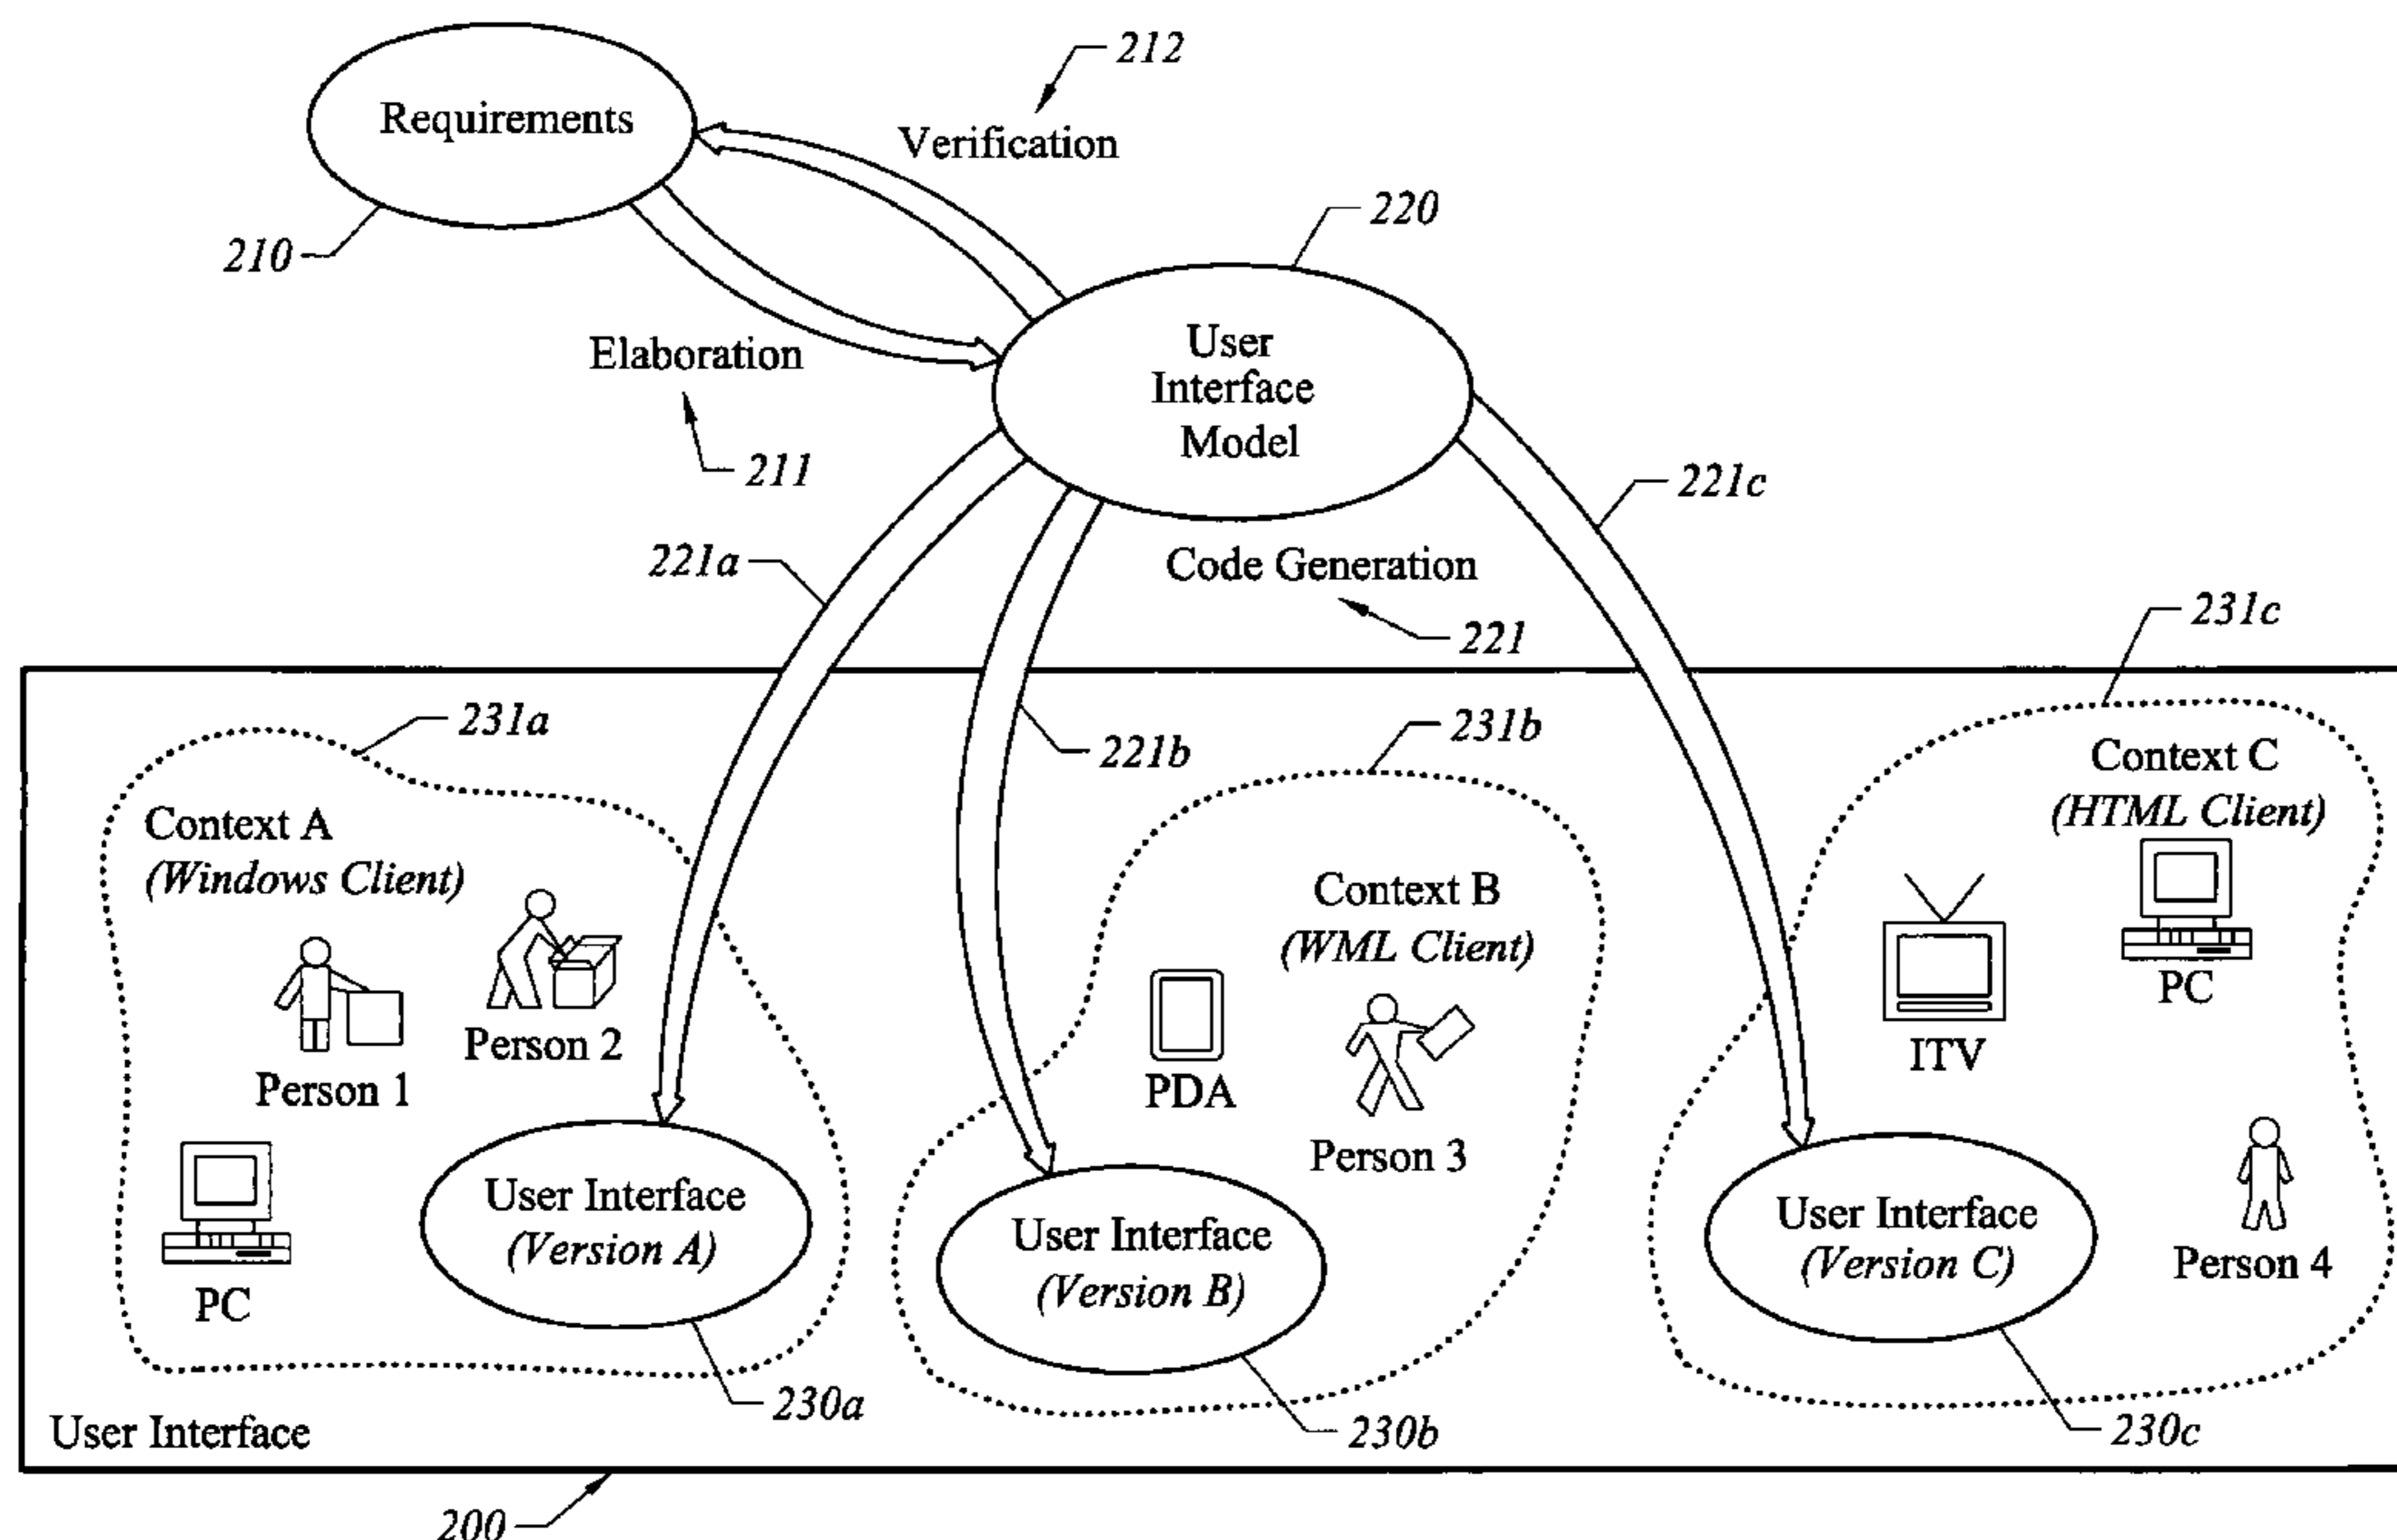 212
Requirements
Verification
220
210
User
Interface
Model
Elaboration
211
221c
221a
Code Generation
221
231c
231a
231b
221b
Context C
(HTML Client)
Context A
(Windows Client)
Context B
(WML Client)
PC
ITV
Person 2
Person 1
PDA
Person 3
User Interface
(Version A)
User Interface
(Version B)
User Interface
(Version C)
Person 4
PC
230a
230b
230c
User Interface
200